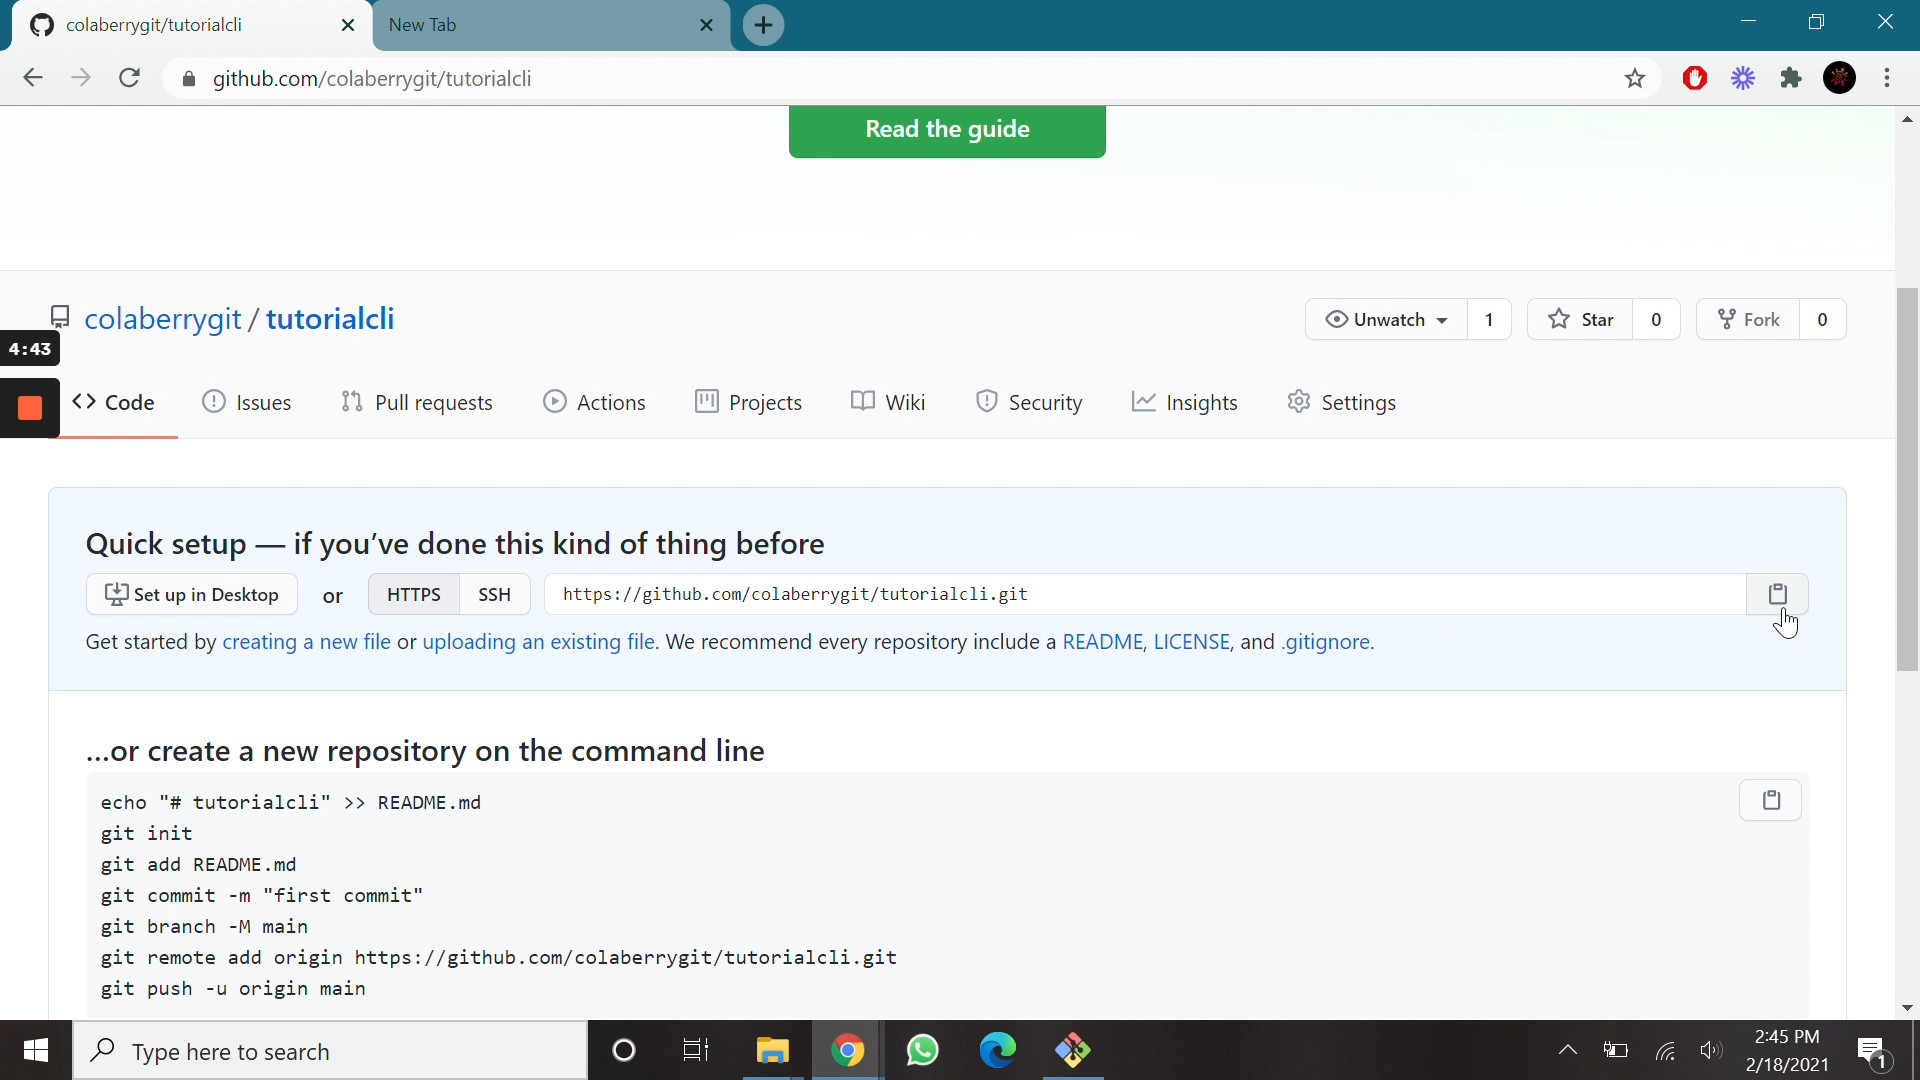 colaberrygit/tutorialcli
New Tab
github.com/colaberrygit/tutorialcli
Read the guide
colaberrygit / tutorialcli
Unwatch 1
Star 0
Fork 0
4:43
<> Code
Issues
Pull requests
Actions
Projects
Wiki
Security
Insights
Settings
Quick setup — if you've done this kind of thing before
Set up in Desktop or HTTPS SSH https://github.com/colaberrygit/tutorialcli.git
Get started by creating a new file or uploading an existing file. We recommend every repository include a README, LICENSE, and .gitignore.
...or create a new repository on the command line
echo "# tutorialcli" >> README.md
git init
git add README.md
git commit -m "first commit"
git branch -M main
git remote add origin https://github.com/colaberrygit/tutorialcli.git
git push -u origin main
Type here to search
2:45 PM
2/18/2021
1